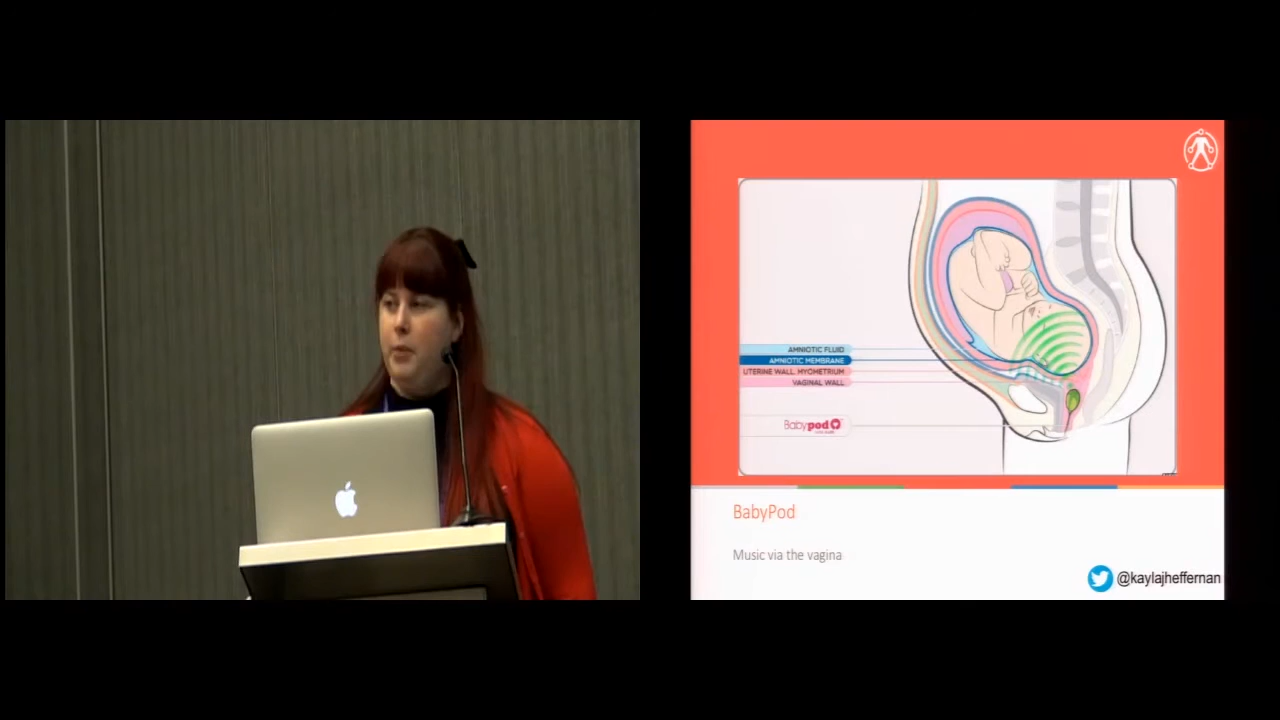 AMNIOTIC FLUID
AMNIOTIC MEMBRANE
UTERINE WALL. MYOMETRIUM
VAGINAL WALL
Babypod
BabyPod
Music via the vagina
@kaylajheffernan